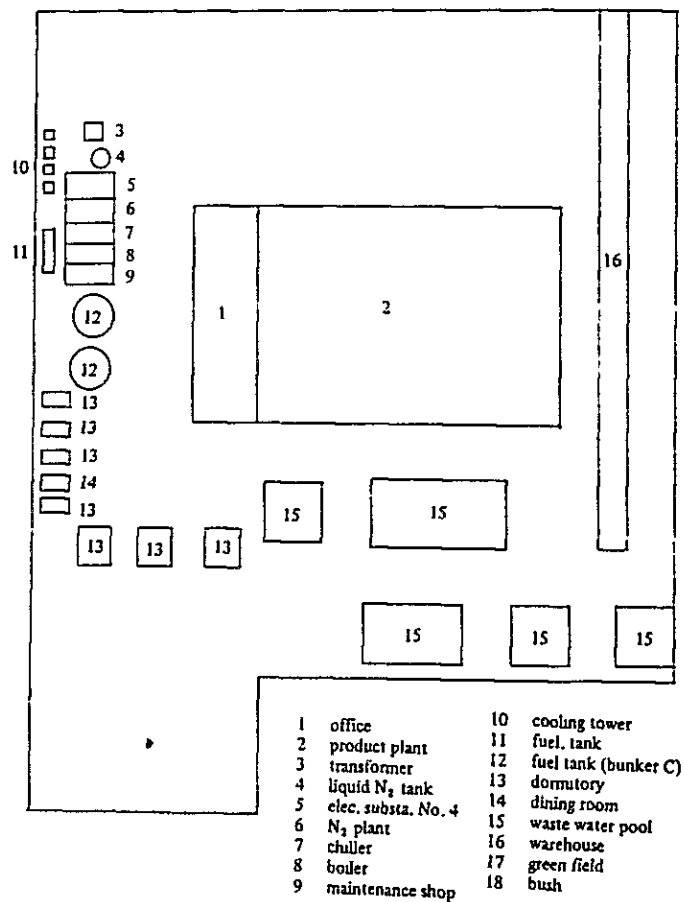 3
4
10
5
6
7
11
8
9
16
1
2
12
12
13
13
13
14
13
15
15
13
13
13
15
15
15
1 office
2 product plant
3 transformer
4 liquid N₂ tank
5 elec. substa. No. 4
6 N₂ plant
7 chiller
8 boiler
9 maintenance shop
10 cooling tower
11 fuel. tank
12 fuel tank (bunker C)
13 dormutory
14 dining room
15 waste water pool
16 warehouse
17 green field
18 bush